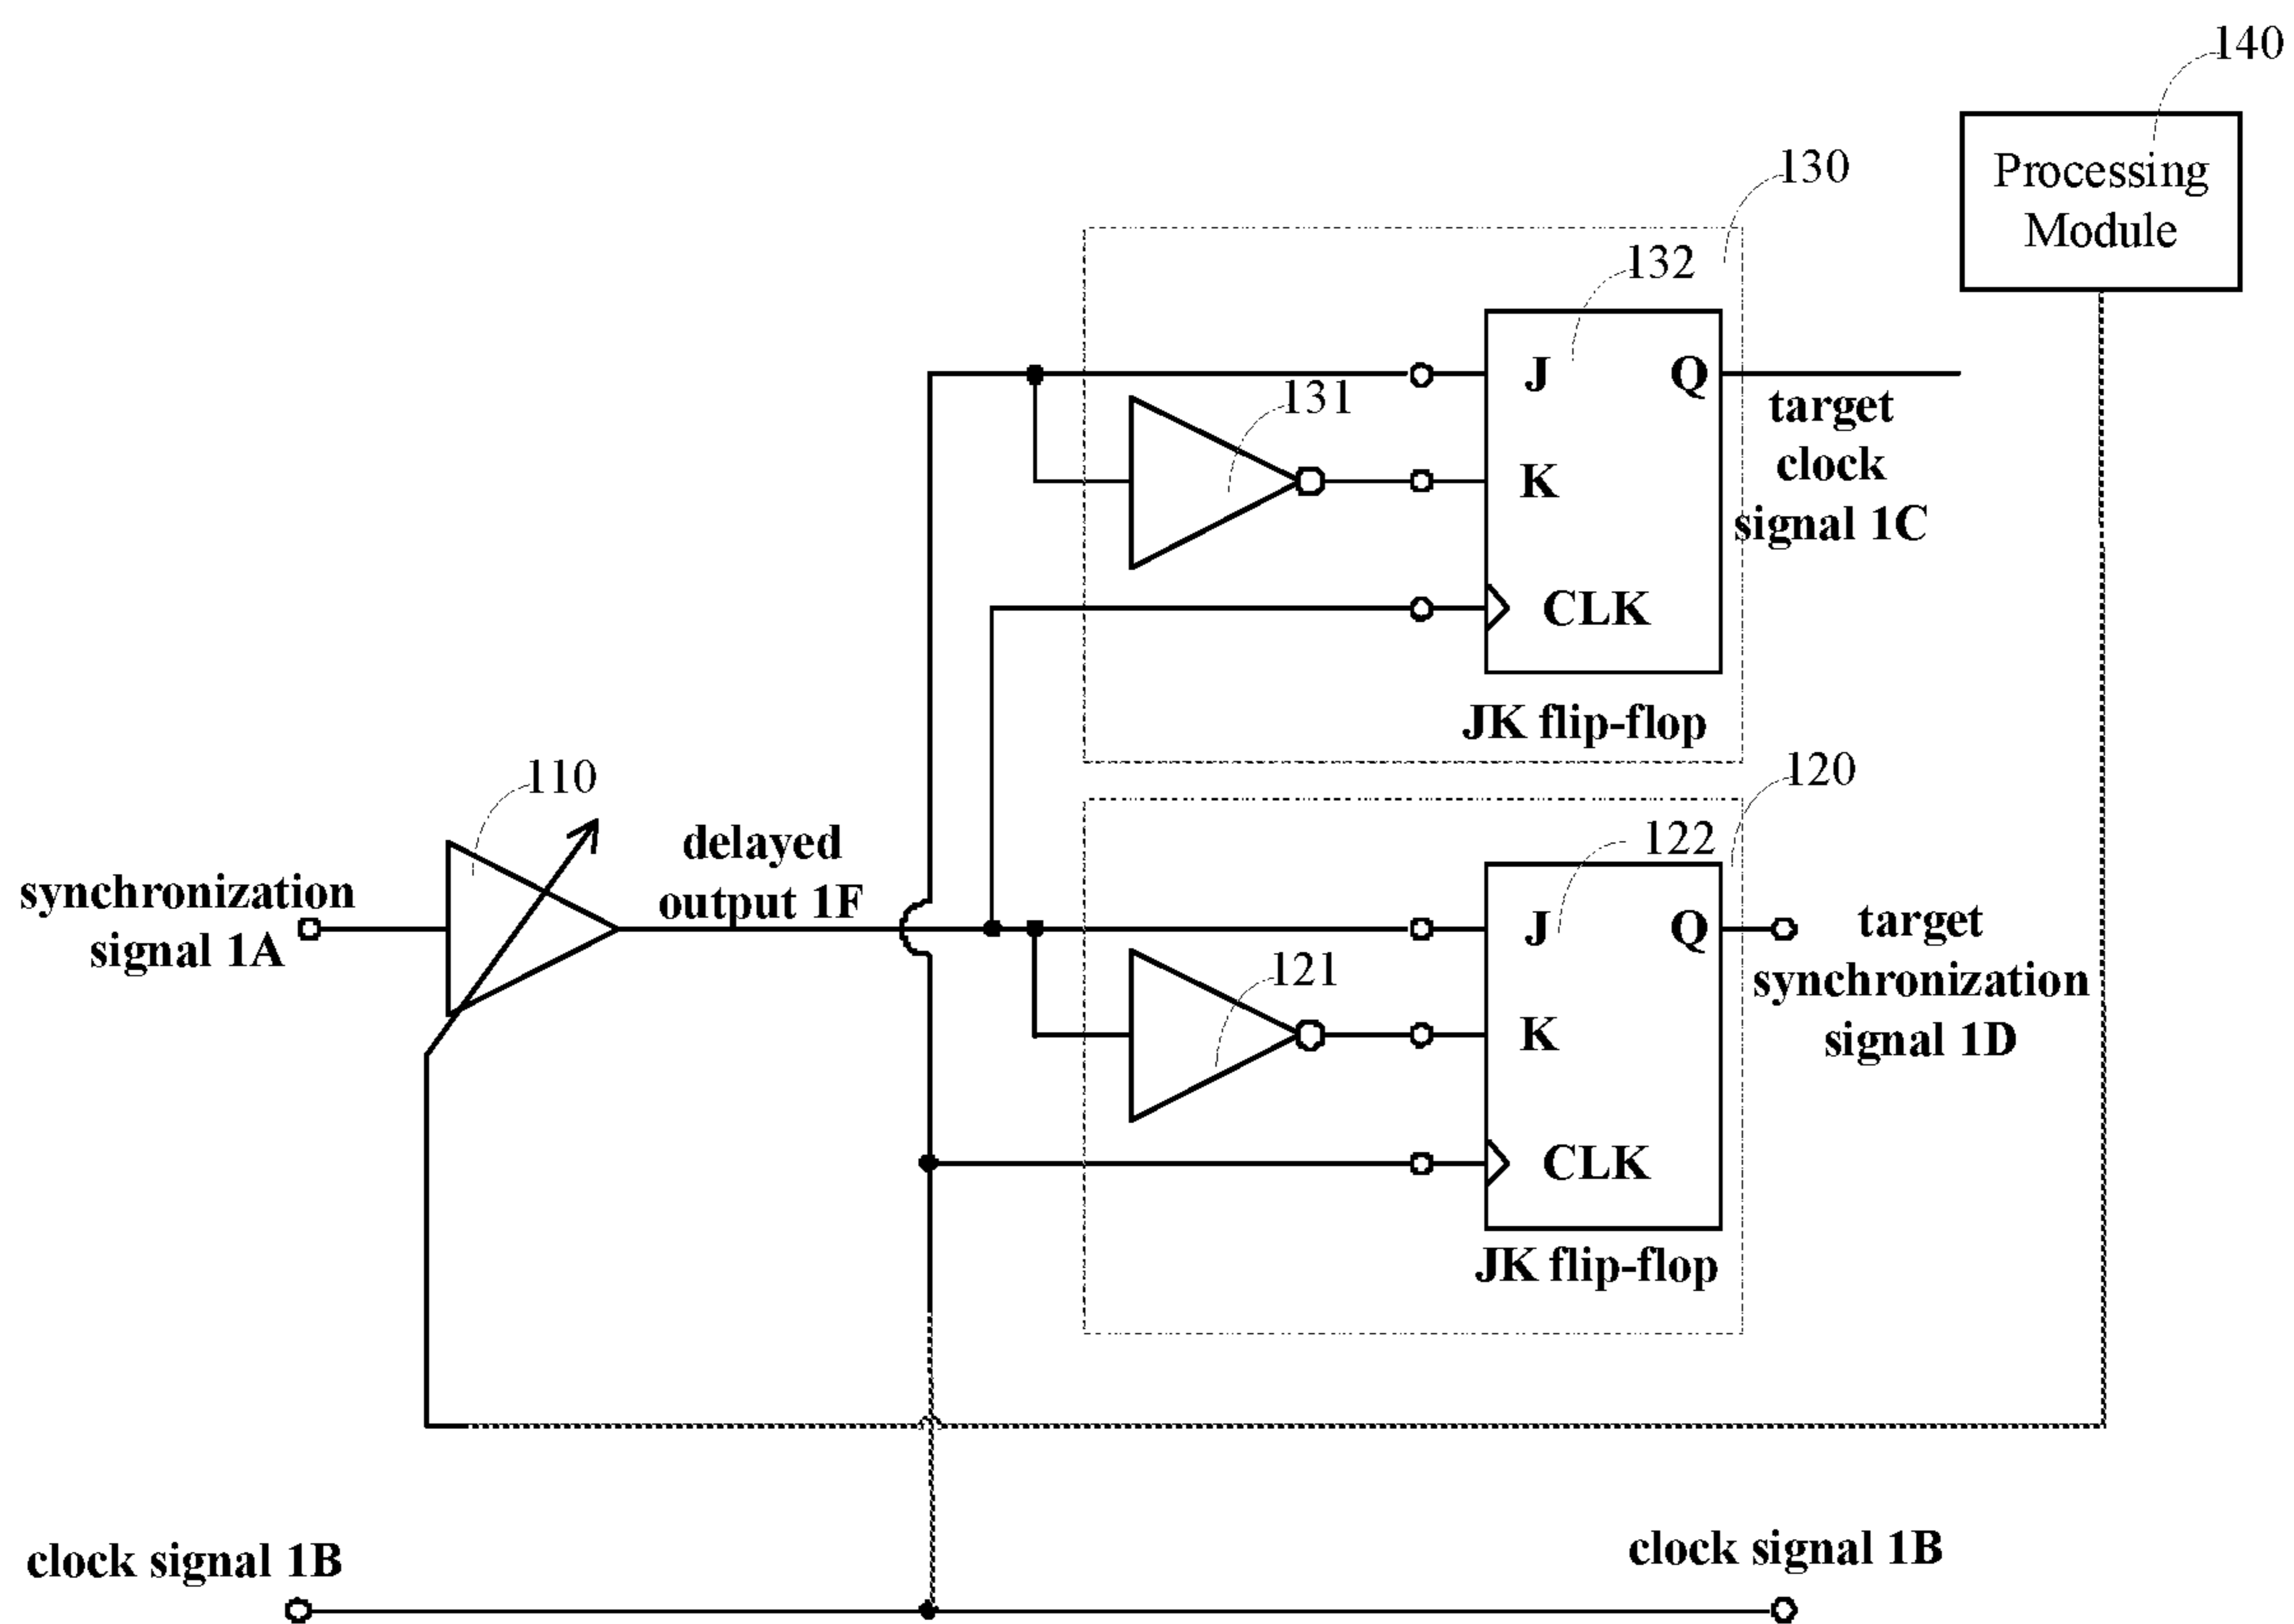 140
Processing
Module
130
132
J
Q
131
target
clock
signal 1C
K
CLK
JK flip-flop
120
110
delayed
output 1F
synchronization
signal 1A
122
J
Q
target
synchronization
signal 1D
121
K
CLK
JK flip-flop
clock signal 1B
clock signal 1B